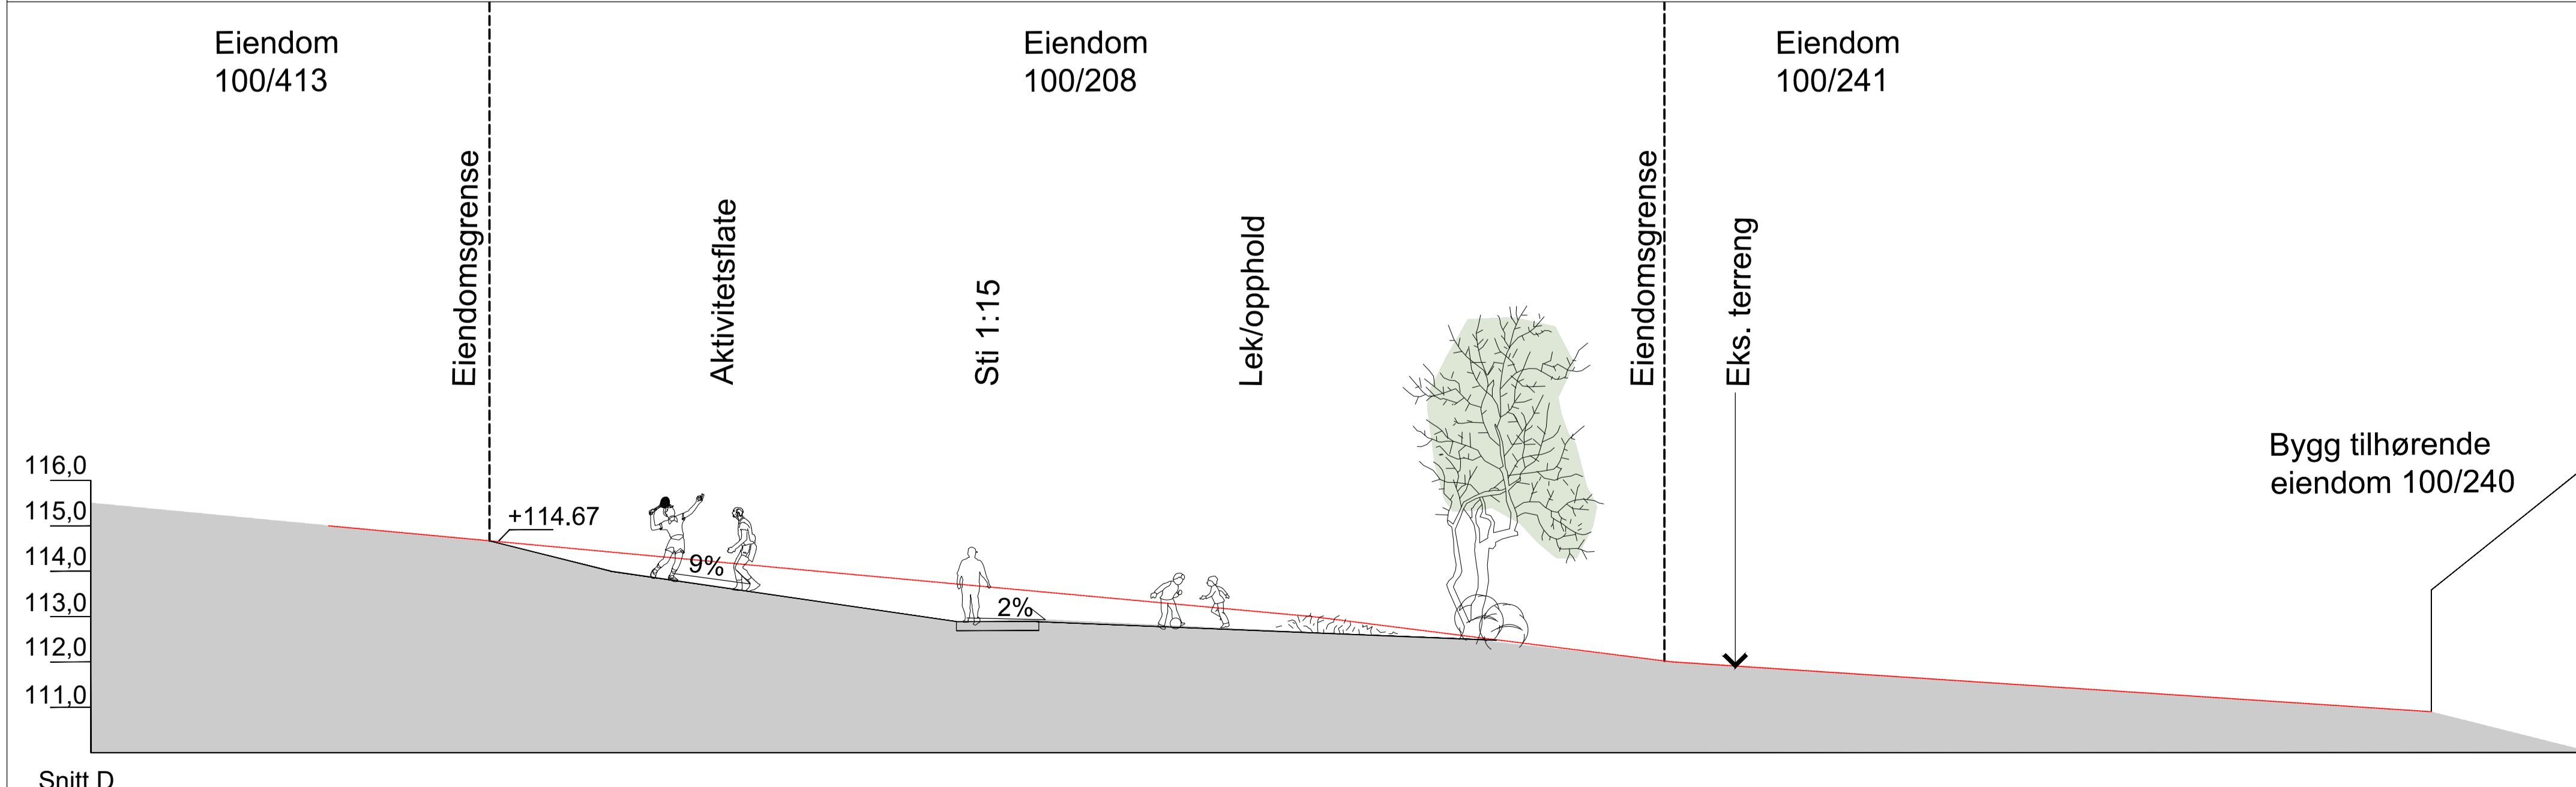 Eiendom
100/413
Eiendom
100/208
Eiendom
100/241
Eiendomsgrense
Aktivitetsflate
Sti 1:15
Lek/opphold
Eiendomsgrense
Eks. terreng
Bygg tilhørende
eiendom 100/240
116,0
115,0
114,0
113,0
112,0
111,0
+114.67
9%
2%
Snitt D